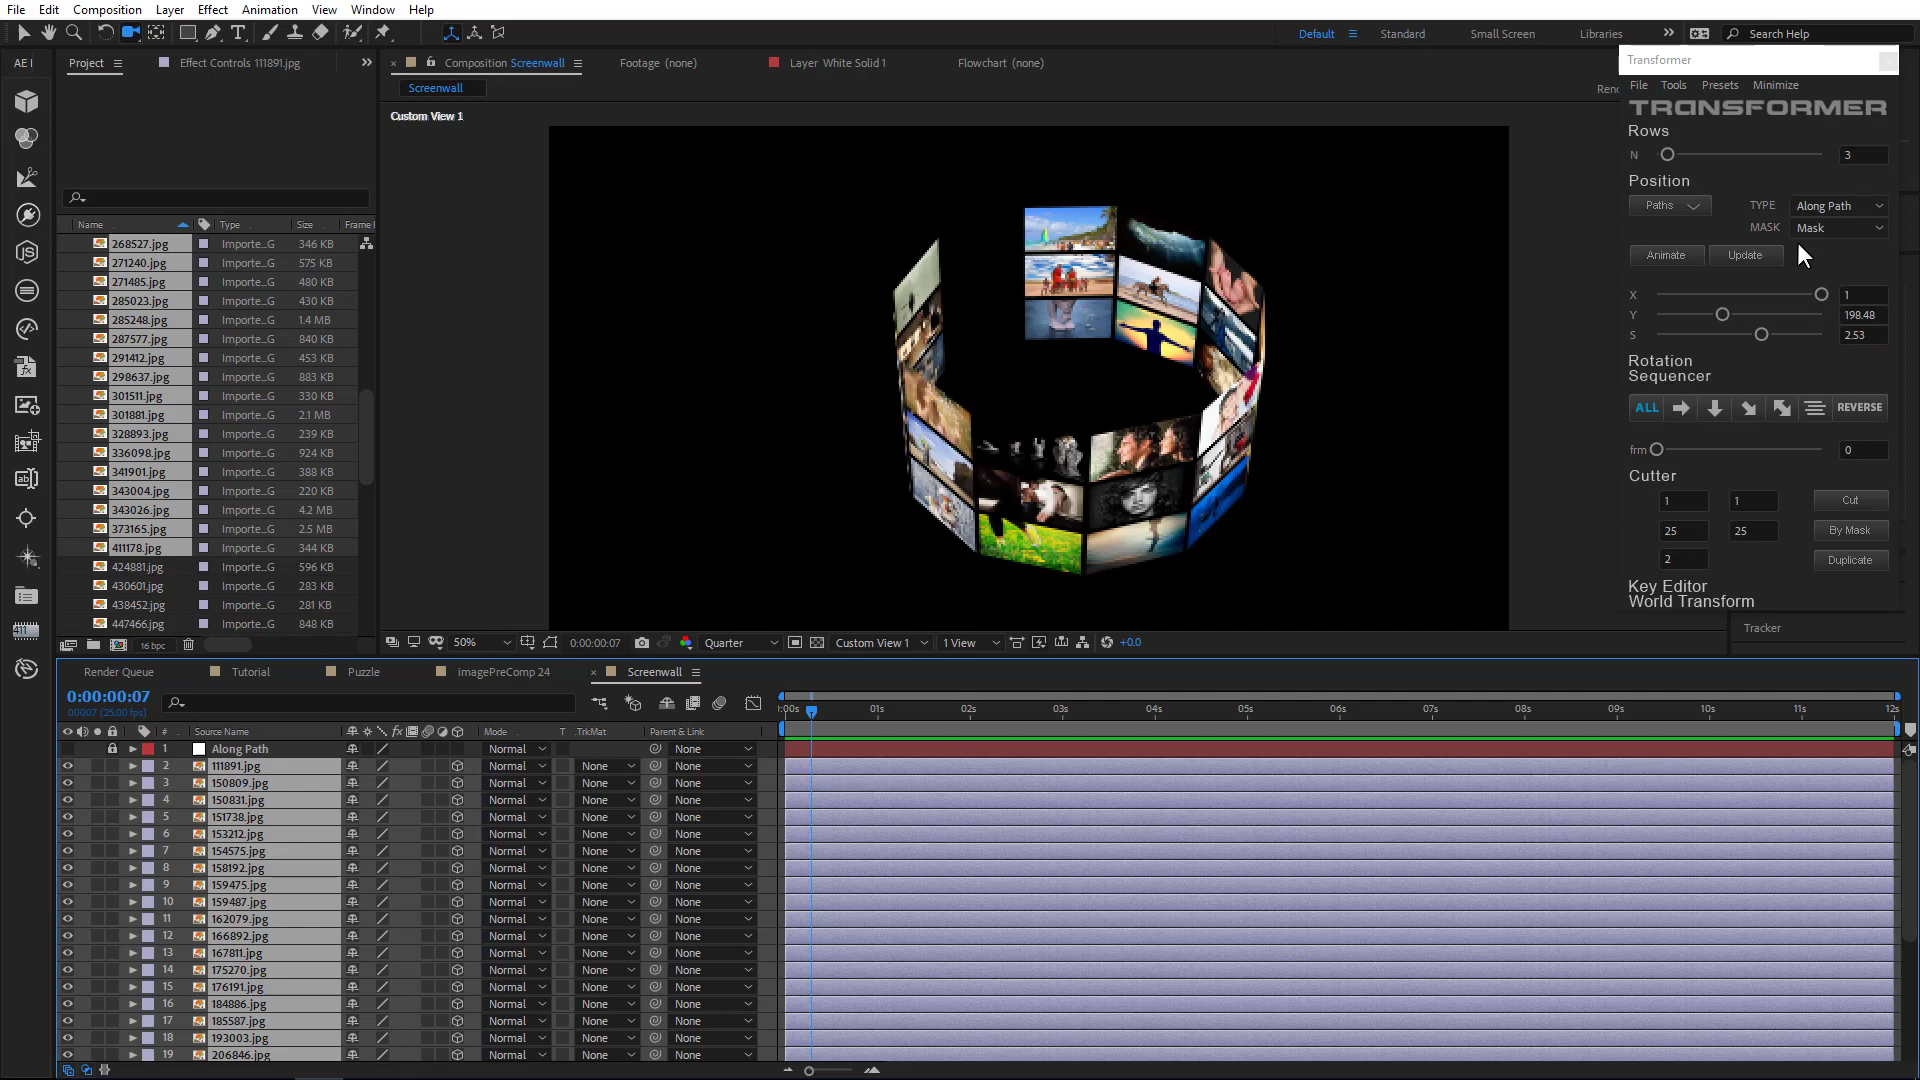 File Edit Composition Layer Effect Animation View Window Help
Default Standard Small Screen Libraries Search Help
AE Project Effect Controls 111891.jpg Composition Screenwall Footage (none) Layer White Solid 1 Flowchart (none)
Screenwall
Custom View 1
Name Type Size Frame
268527.jpg Importe...G 346 KB
271240.jpg Importe...G 575 KB
271485.jpg Importe...G 480 KB
285023.jpg Importe...G 430 KB
285248.jpg Importe...G 1.4 MB
287577.jpg Importe...G 840 KB
291412.jpg Importe...G 453 KB
298637.jpg Importe...G 883 KB
301511.jpg Importe...G 330 KB
301881.jpg Importe...G 2.1 MB
328893.jpg Importe...G 239 KB
336098.jpg Importe...G 924 KB
341901.jpg Importe...G 388 KB
343004.jpg Importe...G 220 KB
343026.jpg Importe...G 4.2 MB
373165.jpg Importe...G 2.5 MB
411178.jpg Importe...G 344 KB
424881.jpg Importe...G 596 KB
430601.jpg Importe...G 283 KB
438452.jpg Importe...G 281 KB
447466.jpg Importe...G 848 KB
16 bpc
50% 0:00:00:07 Quarter Custom View 1 1 View +0.0
Transformer
File Tools Presets Minimize
TRANSFORMER
Rows
N 3
Position
Paths TYPE Along Path
MASK Mask
Animate Update
X 1
Y 198.48
S 2.53
Rotation
Sequencer
ALL REVERSE
frm 0
Cutter
1 1 Cut
25 25 By Mask
2 Duplicate
Key Editor
World Transform
Tracker
Render Queue Tutorial Puzzle imagePreComp 24 Screenwall
0:00:00:07
00007 (25.00 fps)
:00s 01s 02s 03s 04s 05s 06s 07s 08s 09s 10s 11s 12s
# Source Name fx Mode T .TrkMat Parent & Link
1 Along Path Normal None
2 111891.jpg Normal None None
3 150809.jpg Normal None None
4 150831.jpg Normal None None
5 151738.jpg Normal None None
6 153212.jpg Normal None None
7 154575.jpg Normal None None
8 158192.jpg Normal None None
9 159475.jpg Normal None None
10 159487.jpg Normal None None
11 162079.jpg Normal None None
12 166892.jpg Normal None None
13 167811.jpg Normal None None
14 175270.jpg Normal None None
15 176191.jpg Normal None None
16 184886.jpg Normal None None
17 185587.jpg Normal None None
18 193003.jpg Normal None None
19 206846.jpg Normal None None